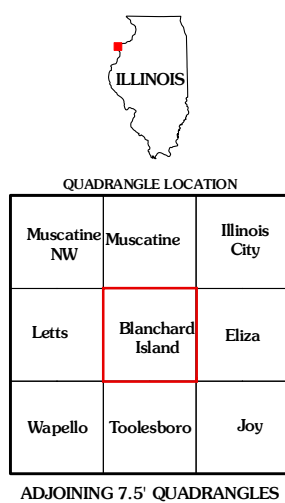 ILLINOIS
QUADRANGLE LOCATION
Muscatine
NW
Muscatine
Illinois
City
Letts
Blanchard
Island
Eliza
Wapello
Toolesboro
Joy
ADJOINING 7.5' QUADRANGLES